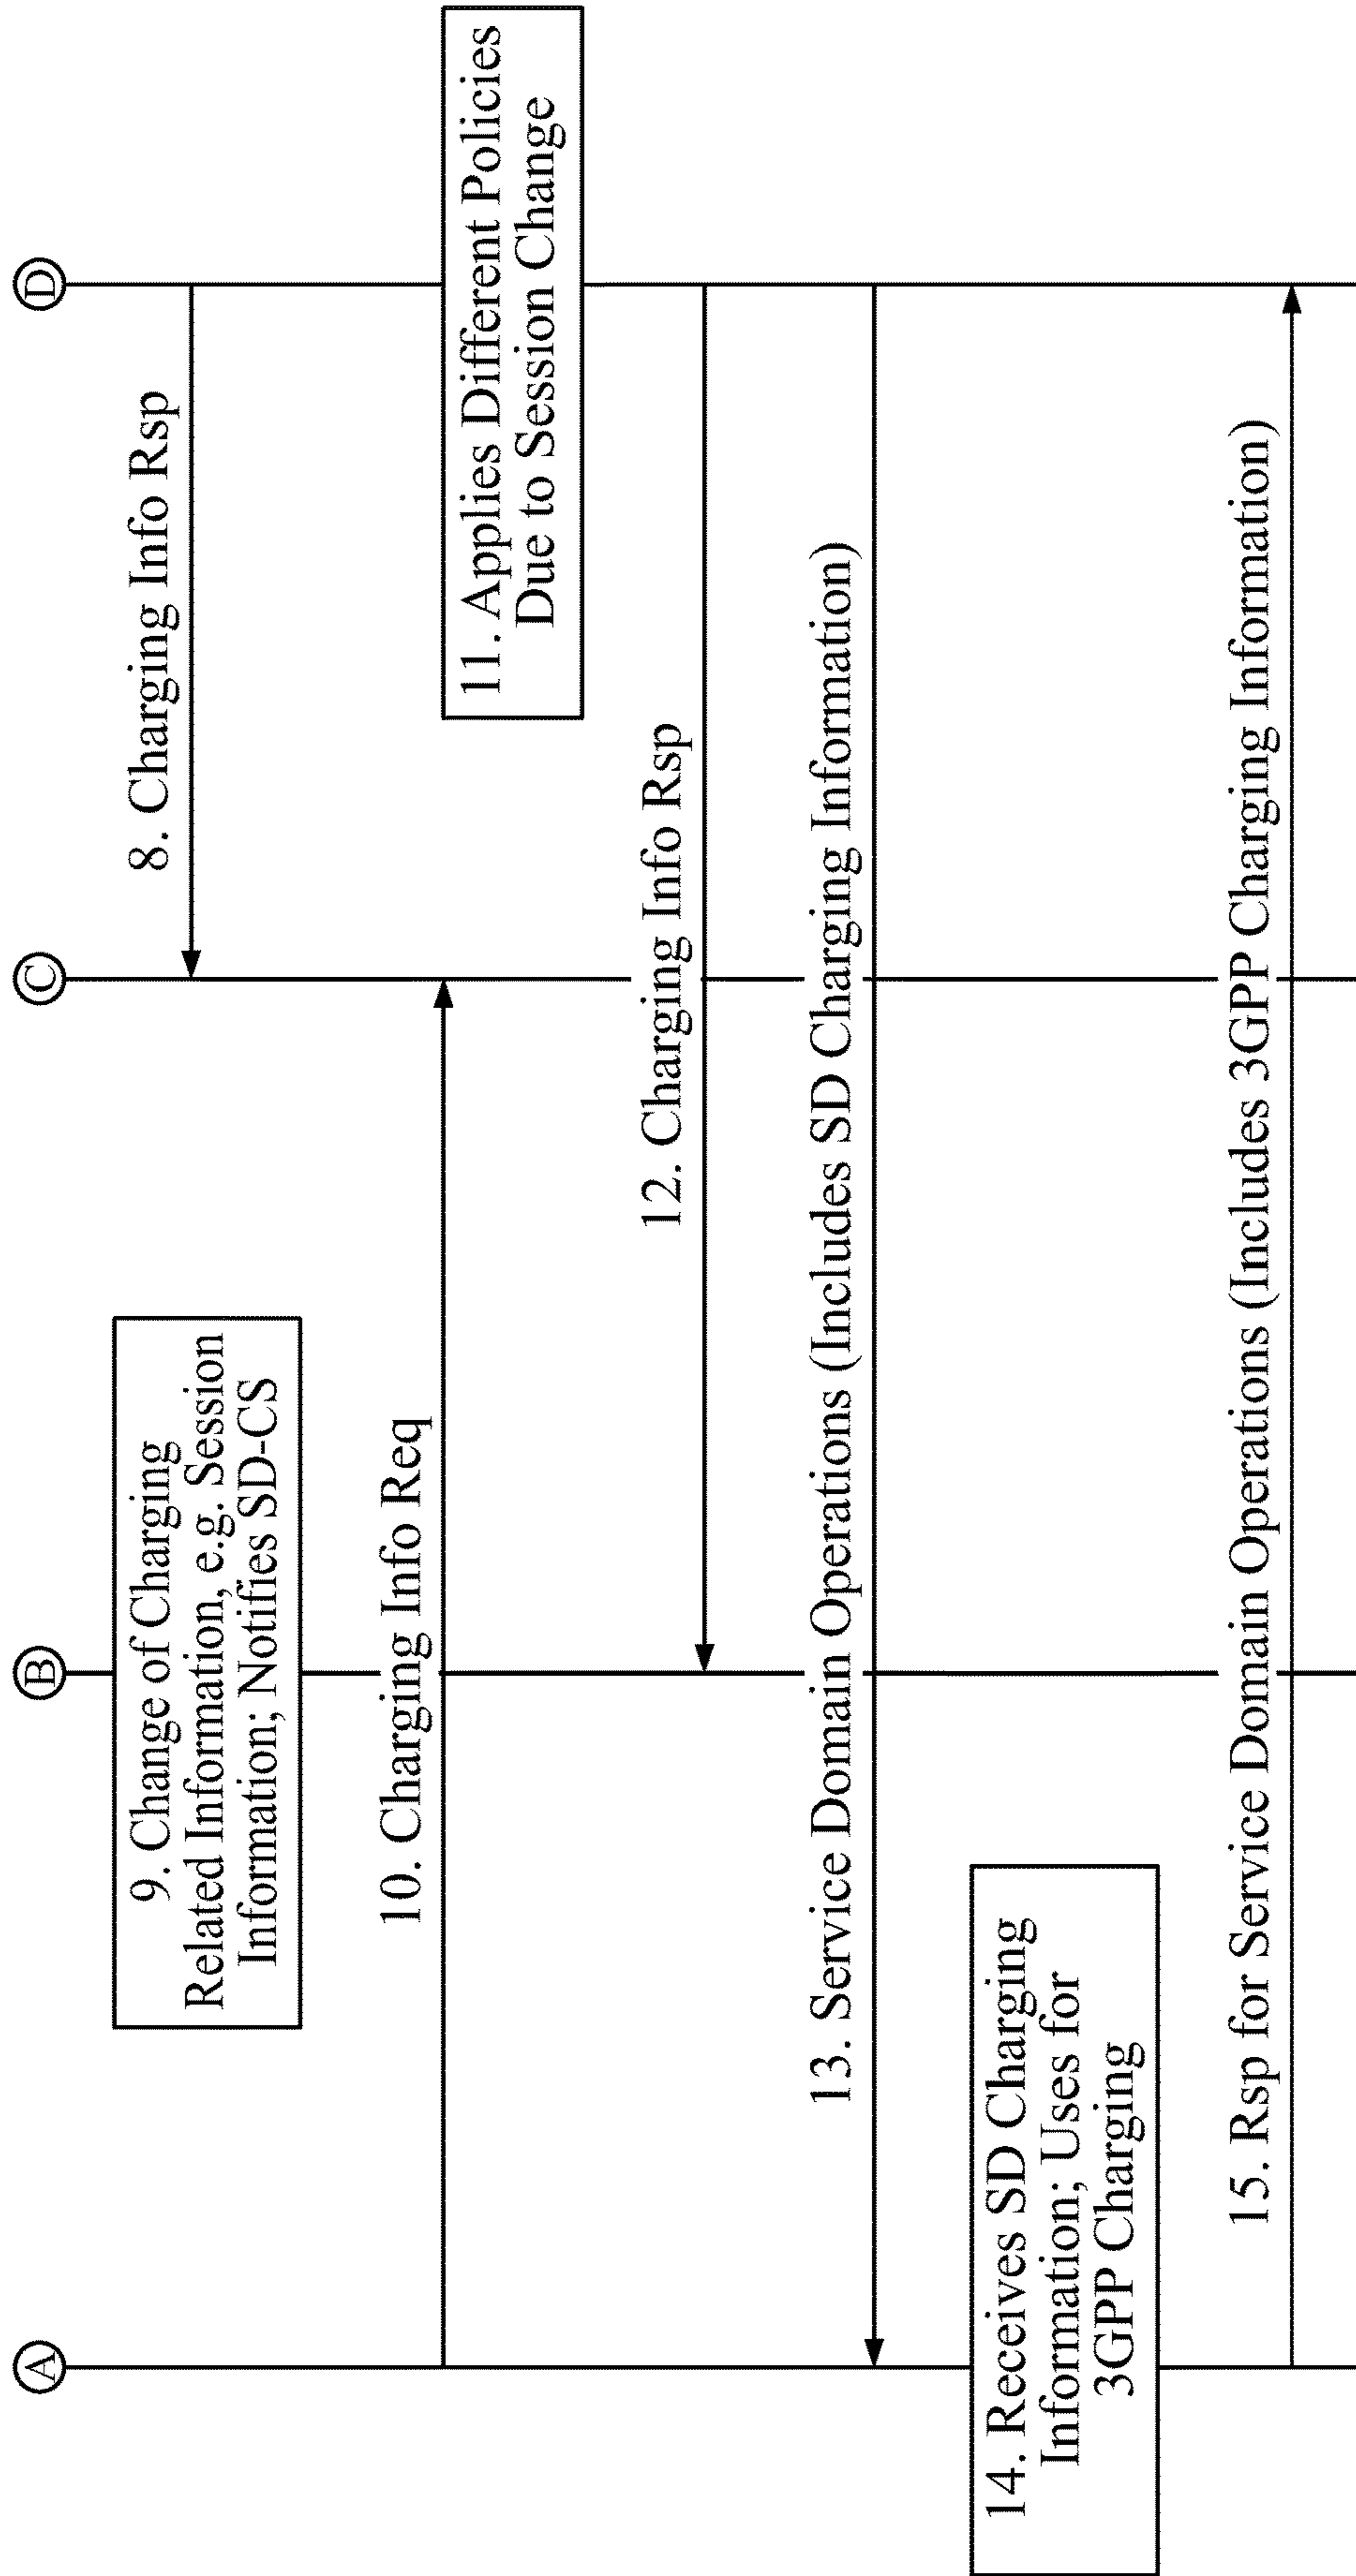 A
B
C
D
8. Charging Info Rsp
9. Change of Charging
Related Information, e.g. Session
Information; Notifies SD-CS
10. Charging Info Req
11. Applies Different Policies
Due to Session Change
12. Charging Info Rsp
13. Service Domain Operations (Includes SD Charging Information)
14. Receives SD Charging
Information; Uses for
3GPP Charging
15. Rsp for Service Domain Operations (Includes 3GPP Charging Information)